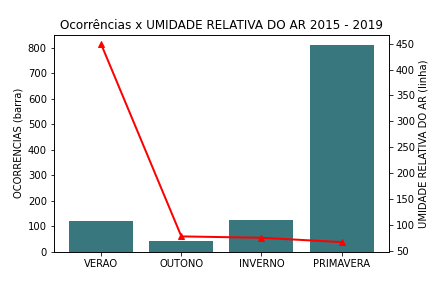 Ocorrências x UMIDADE RELATIVA DO AR 2015 - 2019
OCORRENCIAS (barra)
800
700
600
500
400
300
200
100
0
VERAO
OUTONO
INVERNO
PRIMAVERA
450
400
350
300
250
200
150
100
50
UMIDADE RELATIVA DO AR (linha)